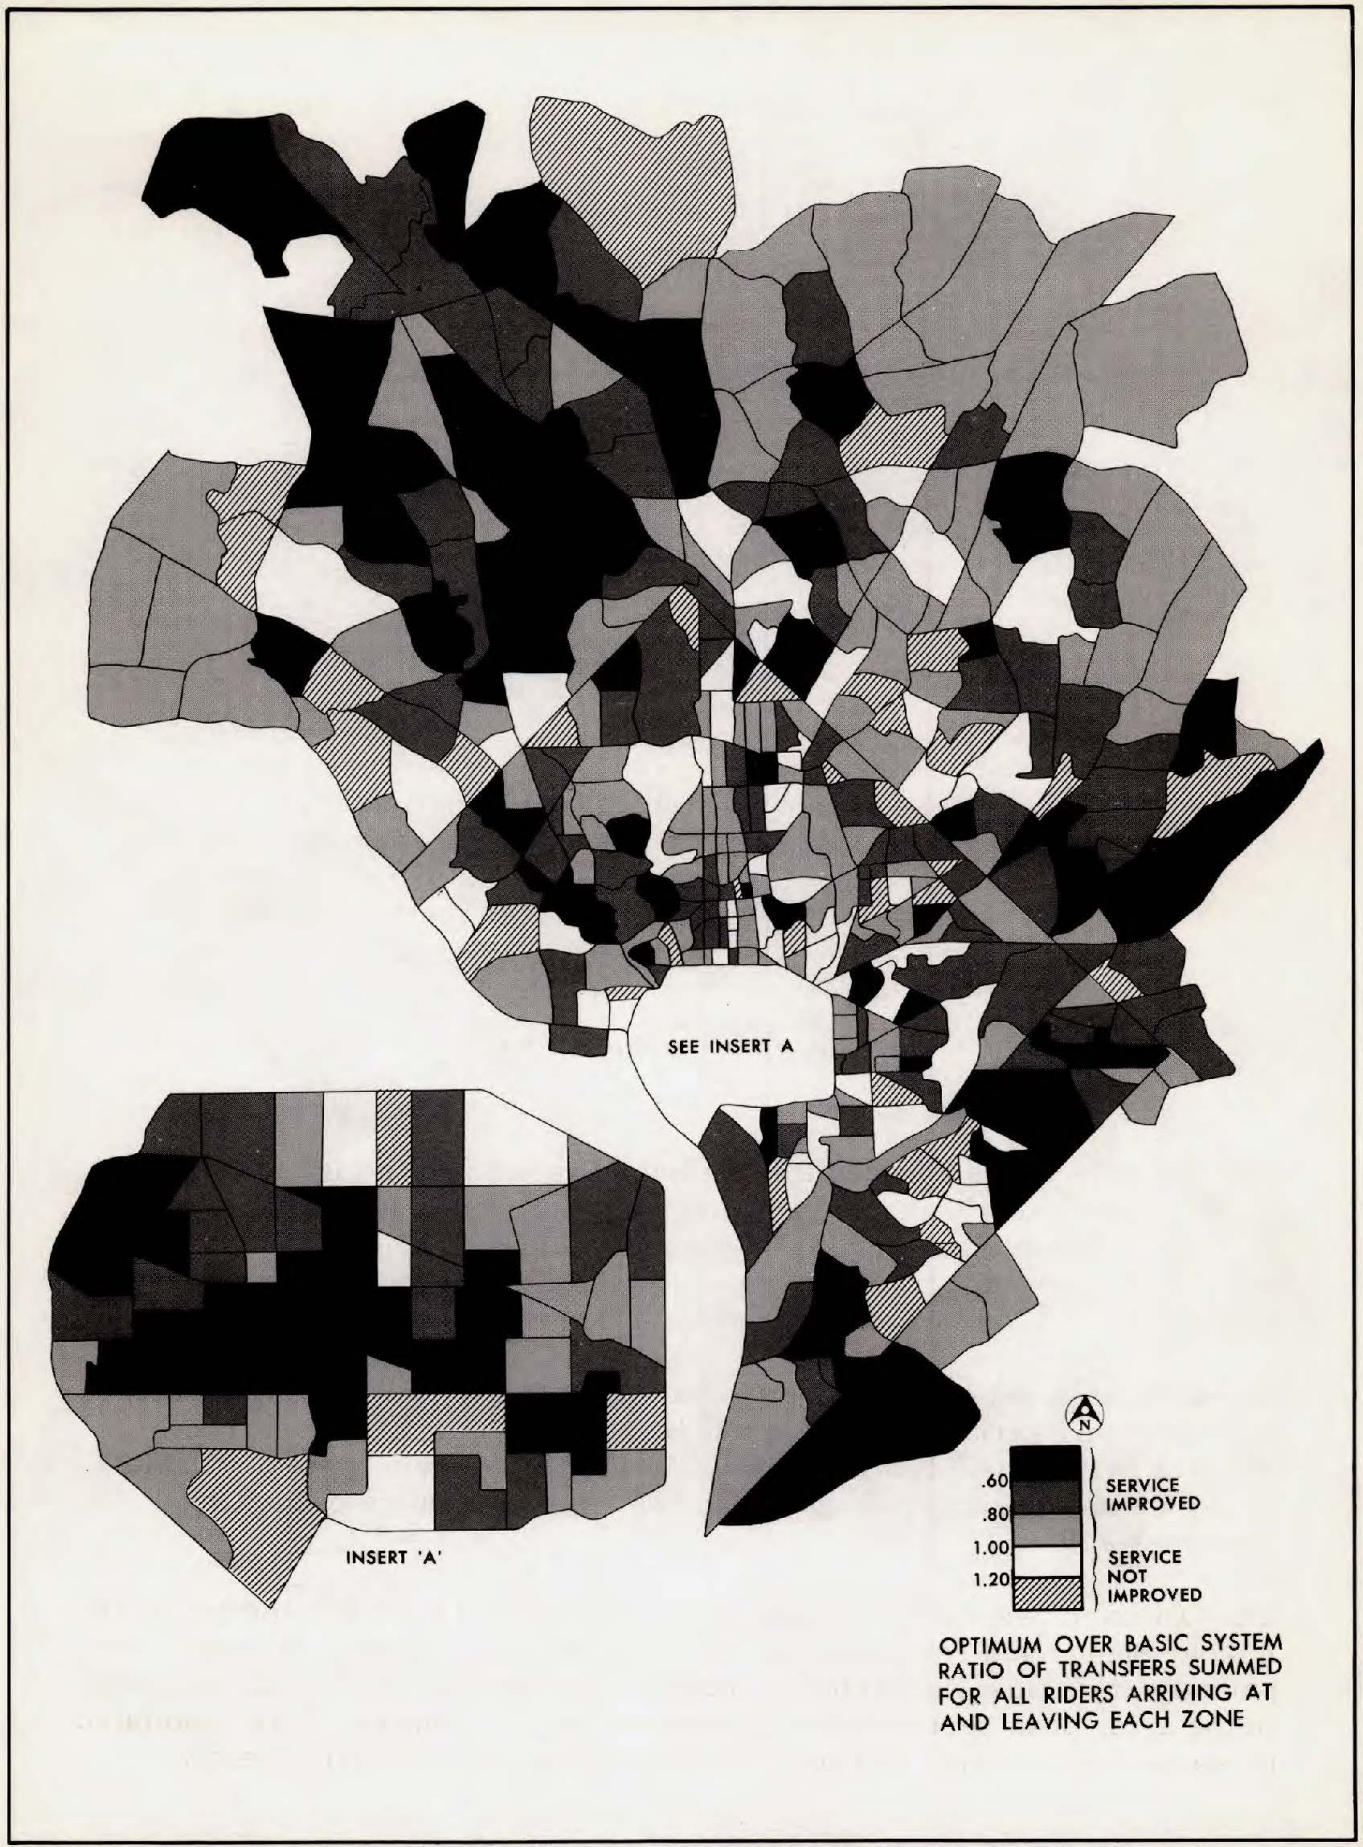 SEE INSERT A
INSERT 'A'
N
.60
.80
1.00
1.20
SERVICE
IMPROVED
SERVICE
NOT
IMPROVED
OPTIMUM OVER BASIC SYSTEM
RATIO OF TRANSFERS SUMMED
FOR ALL RIDERS ARRIVING AT
AND LEAVING EACH ZONE